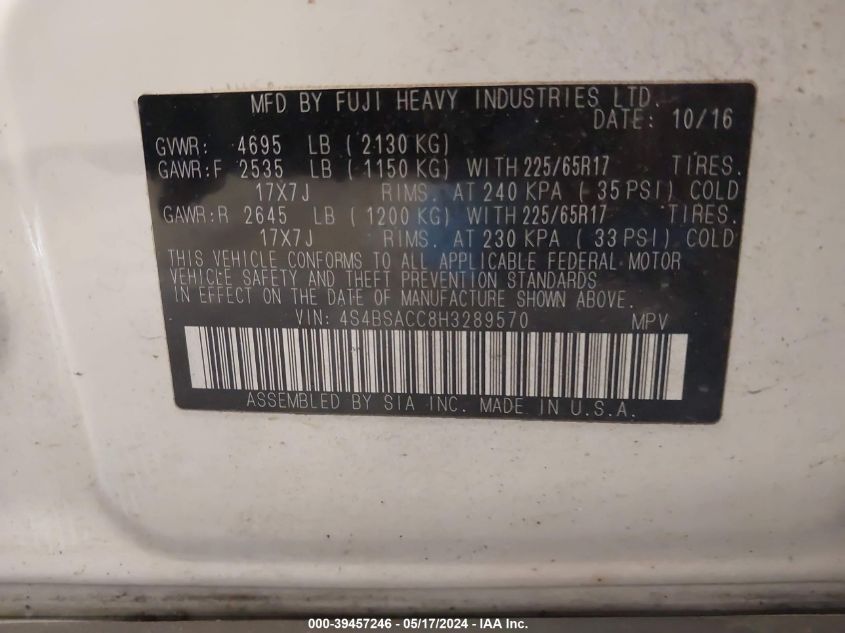 MFD BY FUJI HEAVY INDUSTRIES LTD.
DATE: 10/16
GVWR: 4695 LB ( 2130 KG)
GAWR:F 2535 LB ( 1150 KG) WITH 225/65R17 TIRES.
17X7J RIMS. AT 240 KPA ( 35 PSI) COLD
GAWR:R 2645 LB ( 1200 KG) WITH 225/65R17 TIRES.
17X7J RIMS. AT 230 KPA ( 33 PSI) COLD
THIS VEHICLE CONFORMS TO ALL APPLICABLE FEDERAL MOTOR
VEHICLE SAFETY AND THEFT PREVENTION STANDARDS
IN EFFECT ON THE DATE OF MANUFACTURE SHOWN ABOVE.
VIN: 4S4BSACC8H3289570 MPV
ASSEMBLED BY SIA INC. MADE IN U.S.A.
000-39457246 - 05/17/2024 - IAA Inc.